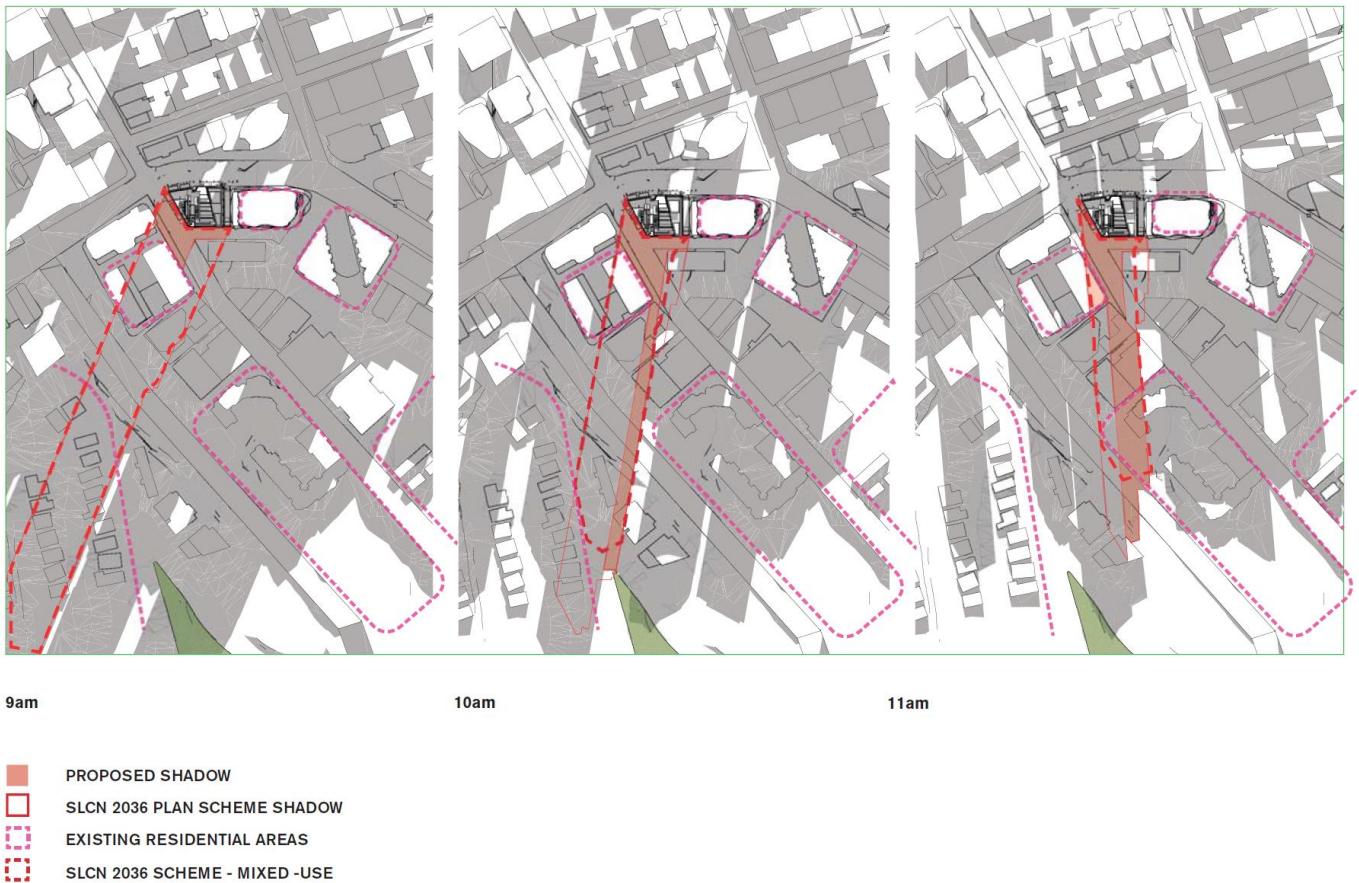 9am
10am
11am
PROPOSED SHADOW
SLCN 2036 PLAN SCHEME SHADOW
EXISTING RESIDENTIAL AREAS
SLCN 2036 SCHEME - MIXED -USE